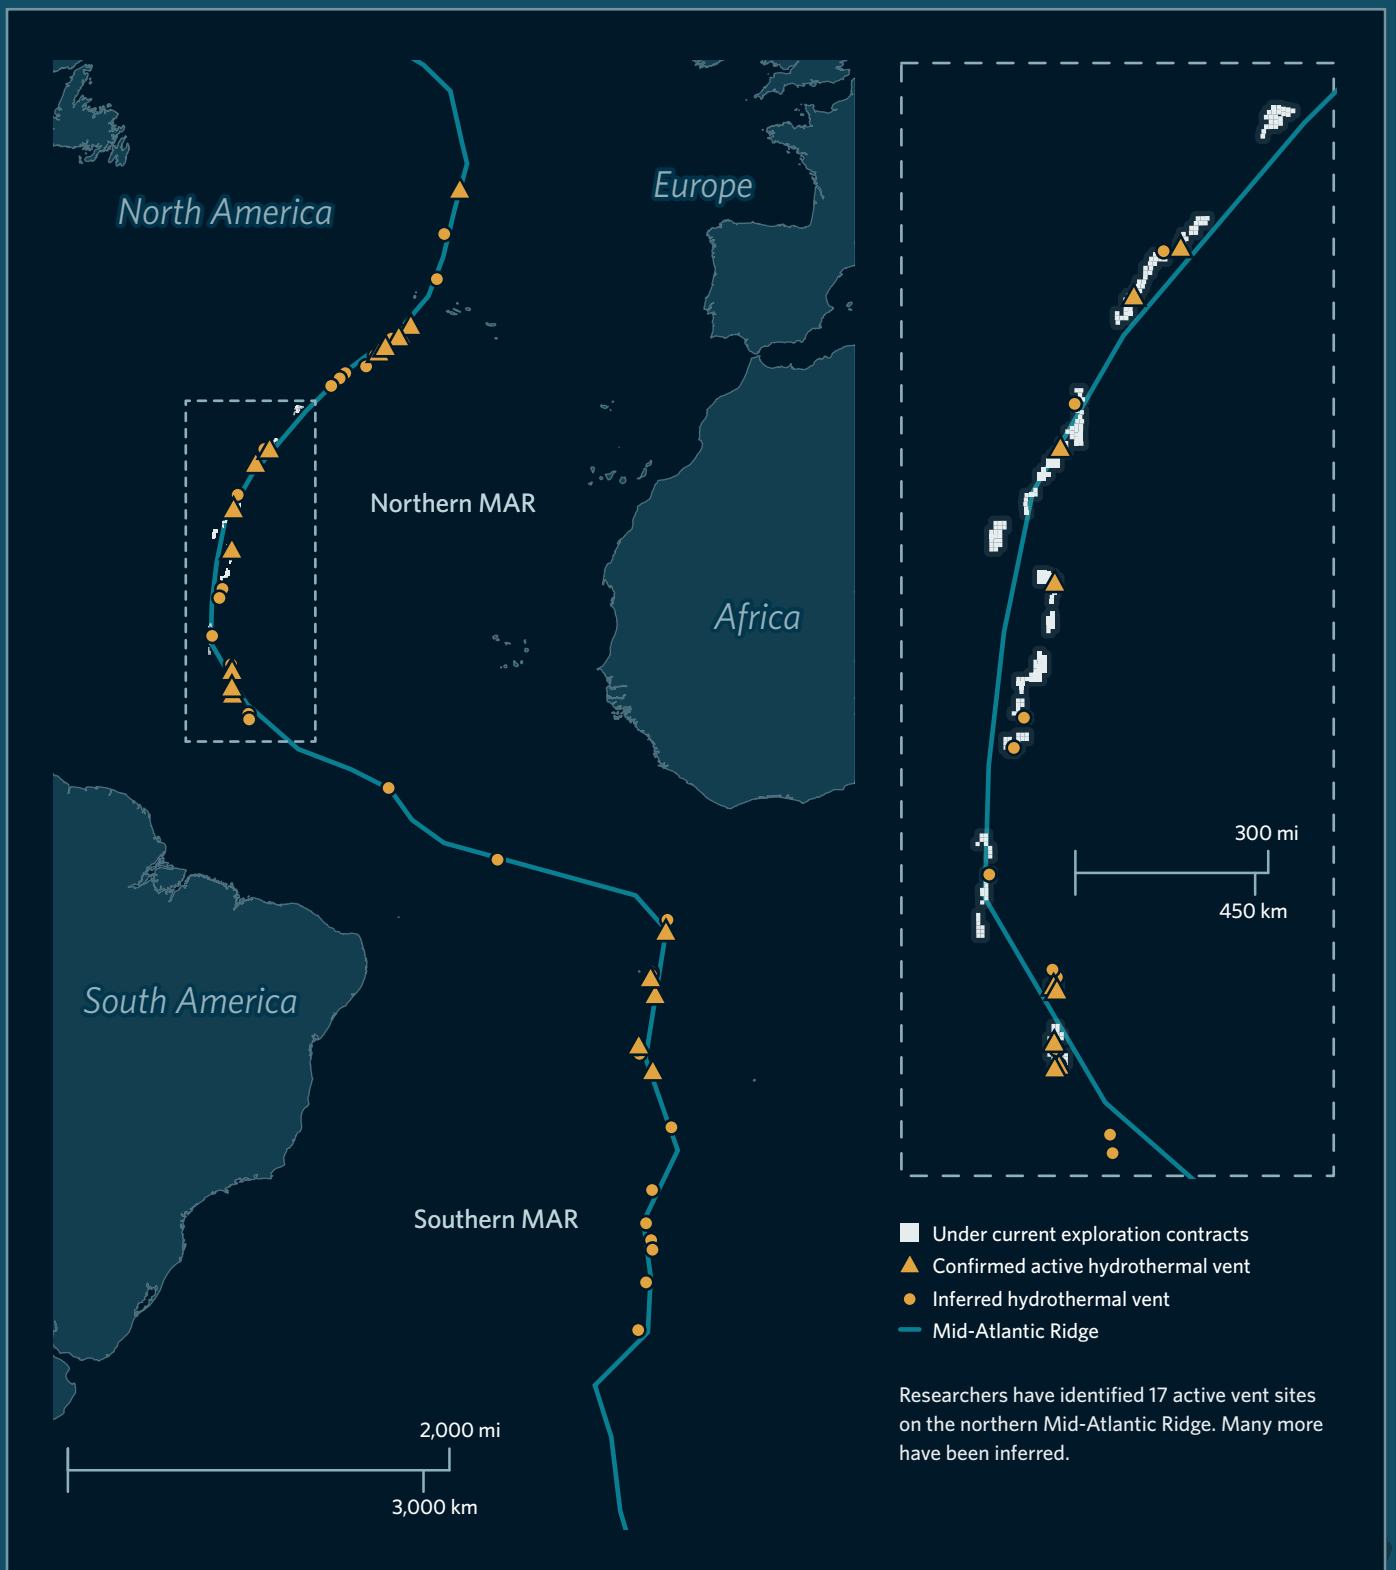 North America
Europe
Northern MAR
Africa
South America
Southern MAR
2,000 mi
3,000 km
300 mi
450 km
Under current exploration contracts
Confirmed active hydrothermal vent
Inferred hydrothermal vent
Mid-Atlantic Ridge
Researchers have identified 17 active vent sites
on the northern Mid-Atlantic Ridge. Many more
have been inferred.